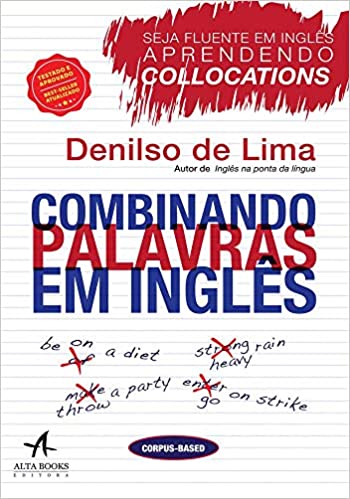 SEJA FLUENTE EM INGLÊS
APRENDENDO
COLLOCATIONS
TESTADO E
APROVADO
BEST-SELLER
ATUALIZADO
Denilso de Lima
Autor de Inglês na ponta da língua
COMBINANDO
PALAVRAS
EM INGLÊS
be on
of a diet
strong rain
heavy
make a party
throw
enter
go on strike
CORPUS-BASED
ALTA BOOKS
EDITORA